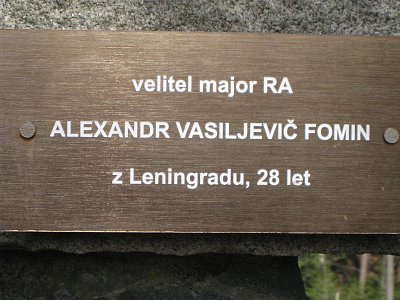 velitel major RA
ALEXANDR VASILJEVIČ FOMIN
z Leningradu, 28 let